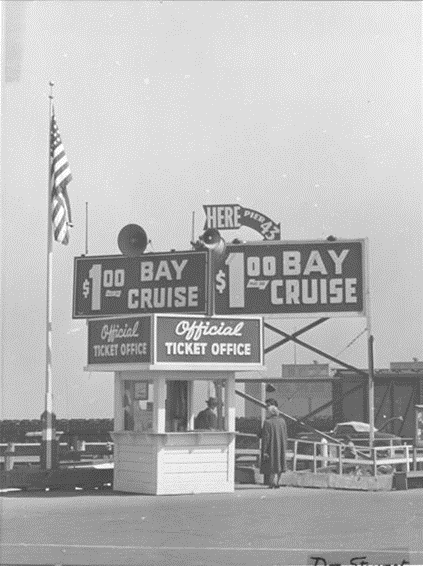 HERE PIER 43
$1.00 BAY
CRUISE
$1.00 BAY
CRUISE
Official
TICKET OFFICE
Official
TICKET OFFICE